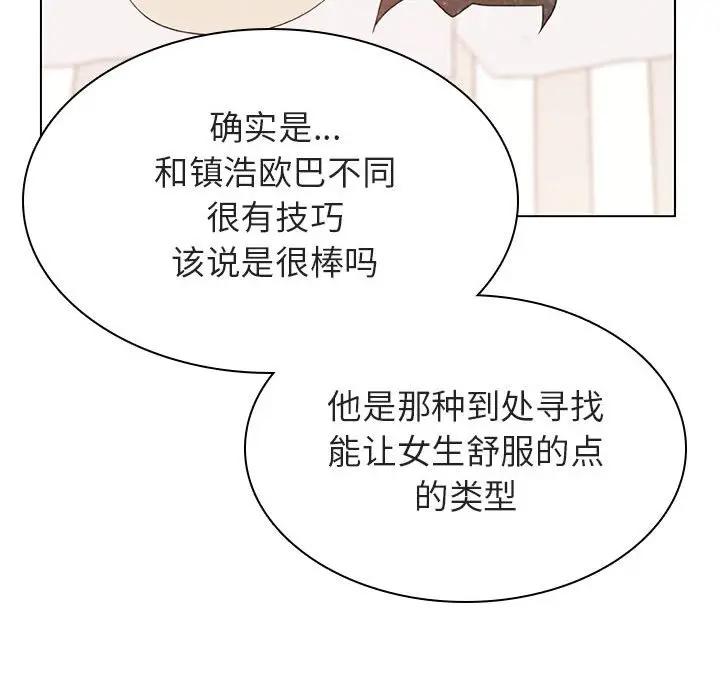 确实是...
和镇浩欧巴不同
很有技巧
该说是很棒吗
他是那种到处寻找
能让女生舒服的点
的类型